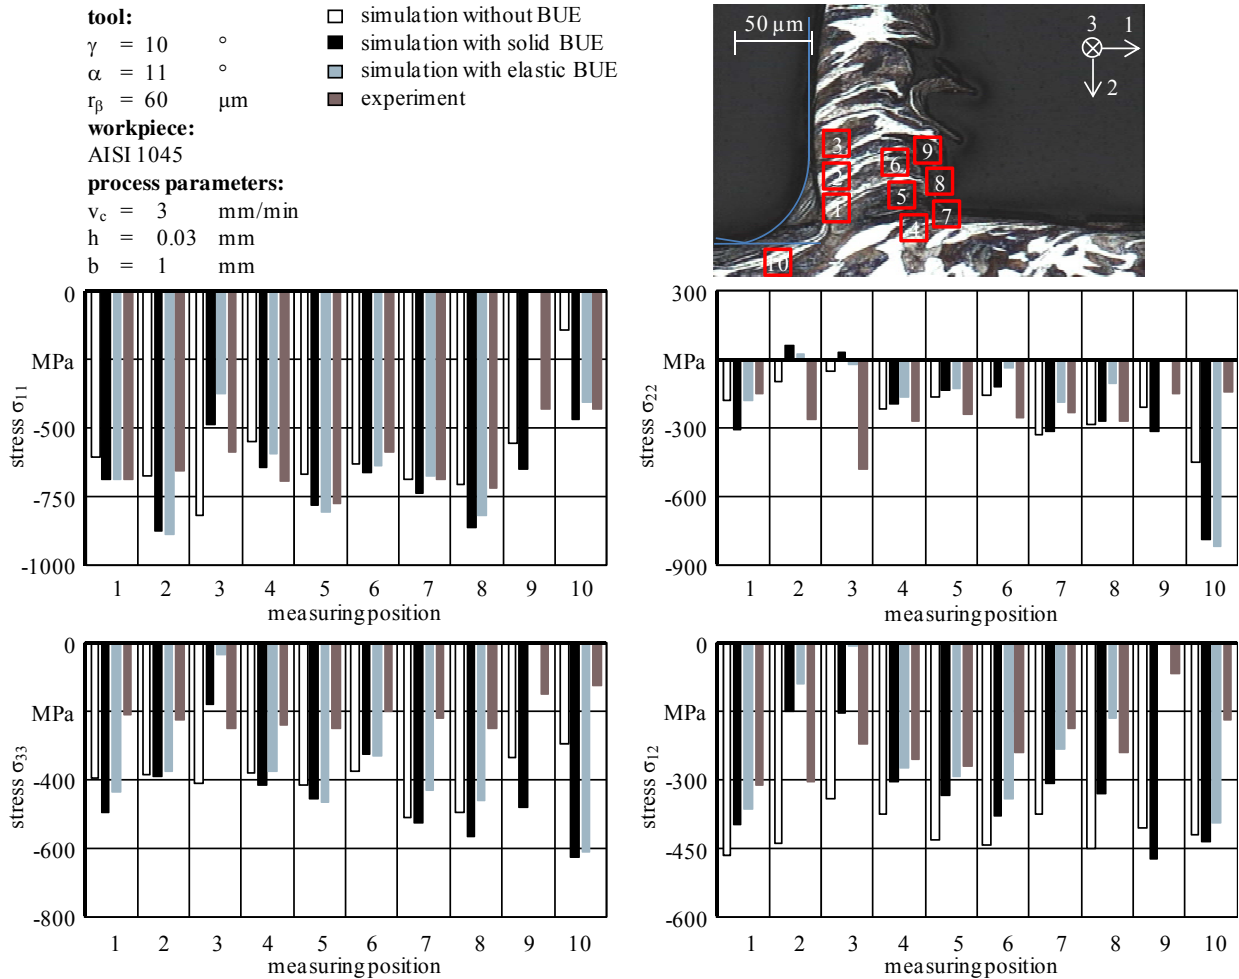 tool:
γ = 10 °
α = 11 °
rβ = 60 µm
workpiece:
AISI 1045
process parameters:
vc = 3 mm/min
h = 0.03 mm
b = 1 mm
simulation without BUE
simulation with solid BUE
simulation with elastic BUE
experiment
50 µm
3 1
2
3
2
1
6
5
4
9
8
7
10
0
MPa
-500
-750
-1000
stress σ11
1 2 3 4 5 6 7 8 9 10
measuring position
300
MPa
-300
-600
-900
stress σ22
1 2 3 4 5 6 7 8 9 10
measuring position
0
MPa
-400
-600
-800
stress σ33
1 2 3 4 5 6 7 8 9 10
measuring position
0
MPa
-300
-450
-600
stress σ12
1 2 3 4 5 6 7 8 9 10
measuring position